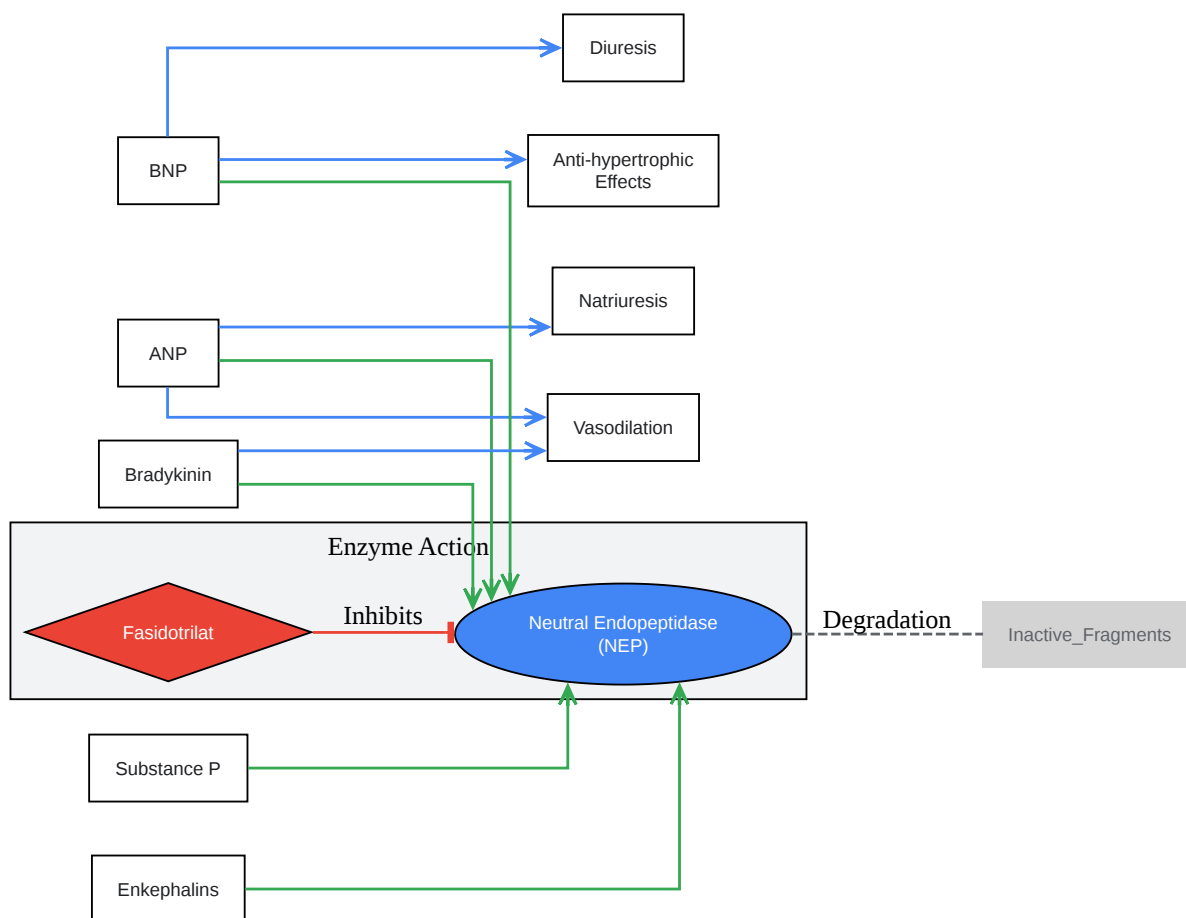 Diuresis
BNP
Anti-hypertrophic
Effects
Natriuresis
ANP
Vasodilation
Bradykinin
Enzyme Action
Fasidotrilat
Inhibits
Neutral Endopeptidase
(NEP)
Degradation
Inactive_Fragments
Substance P
Enkephalins